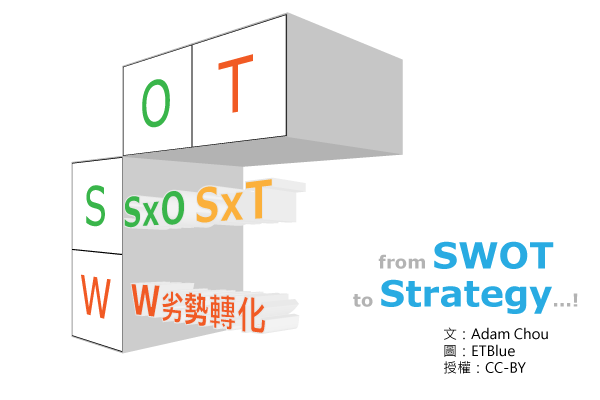 O T
S SxO SxT
W W劣勢轉化
from SWOT
to Strategy...!
文：Adam Chou
圖：ETBlue
授權：CC-BY